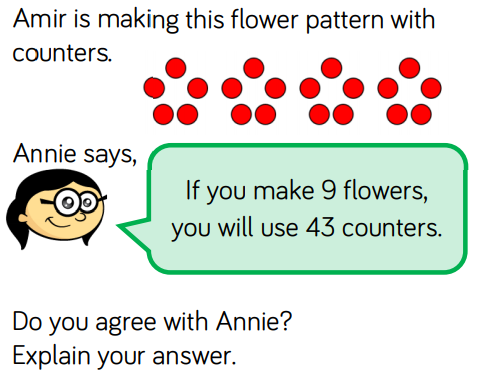 Amir is making this flower pattern with
counters.
Annie says,
If you make 9 flowers,
you will use 43 counters.
Do you agree with Annie?
Explain your answer.